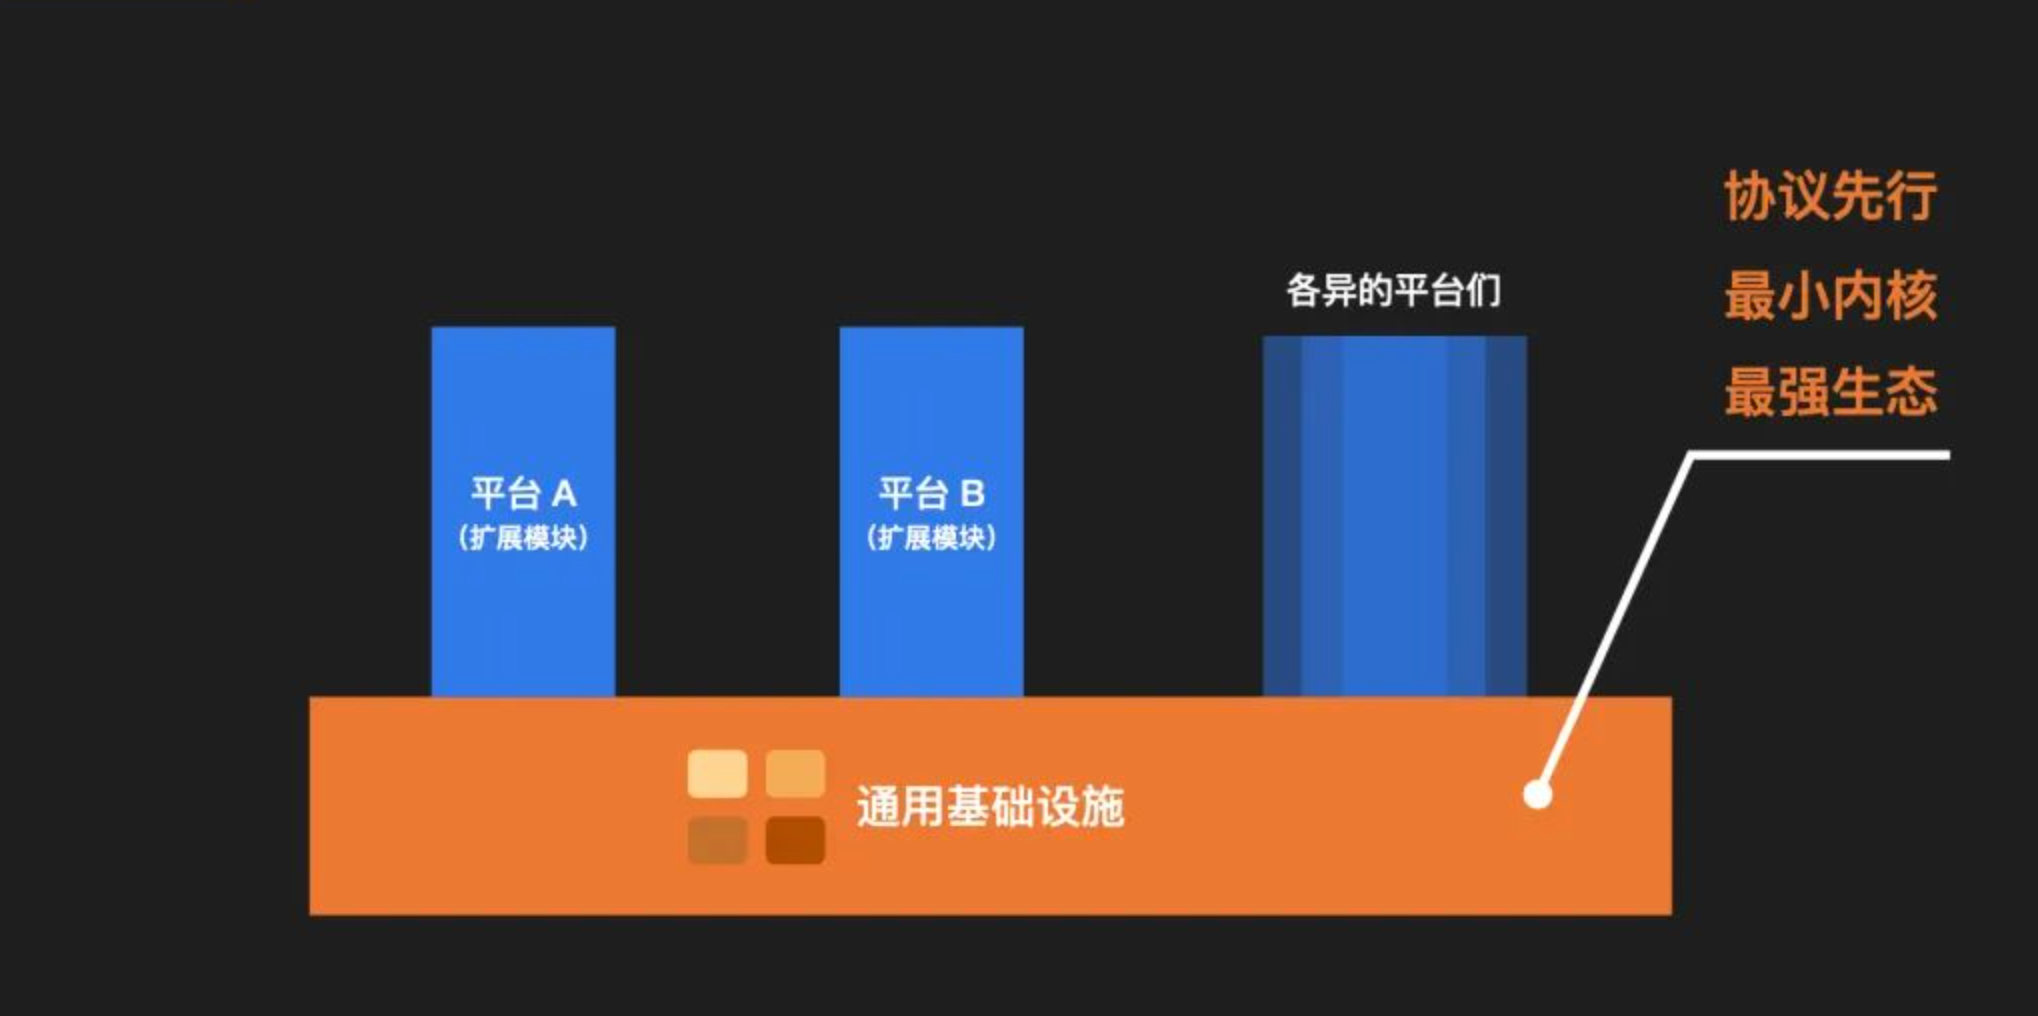 协议先行
最小内核
最强生态
各异的平台们
平台 A
（扩展模块）
平台 B
（扩展模块）
通用基础设施